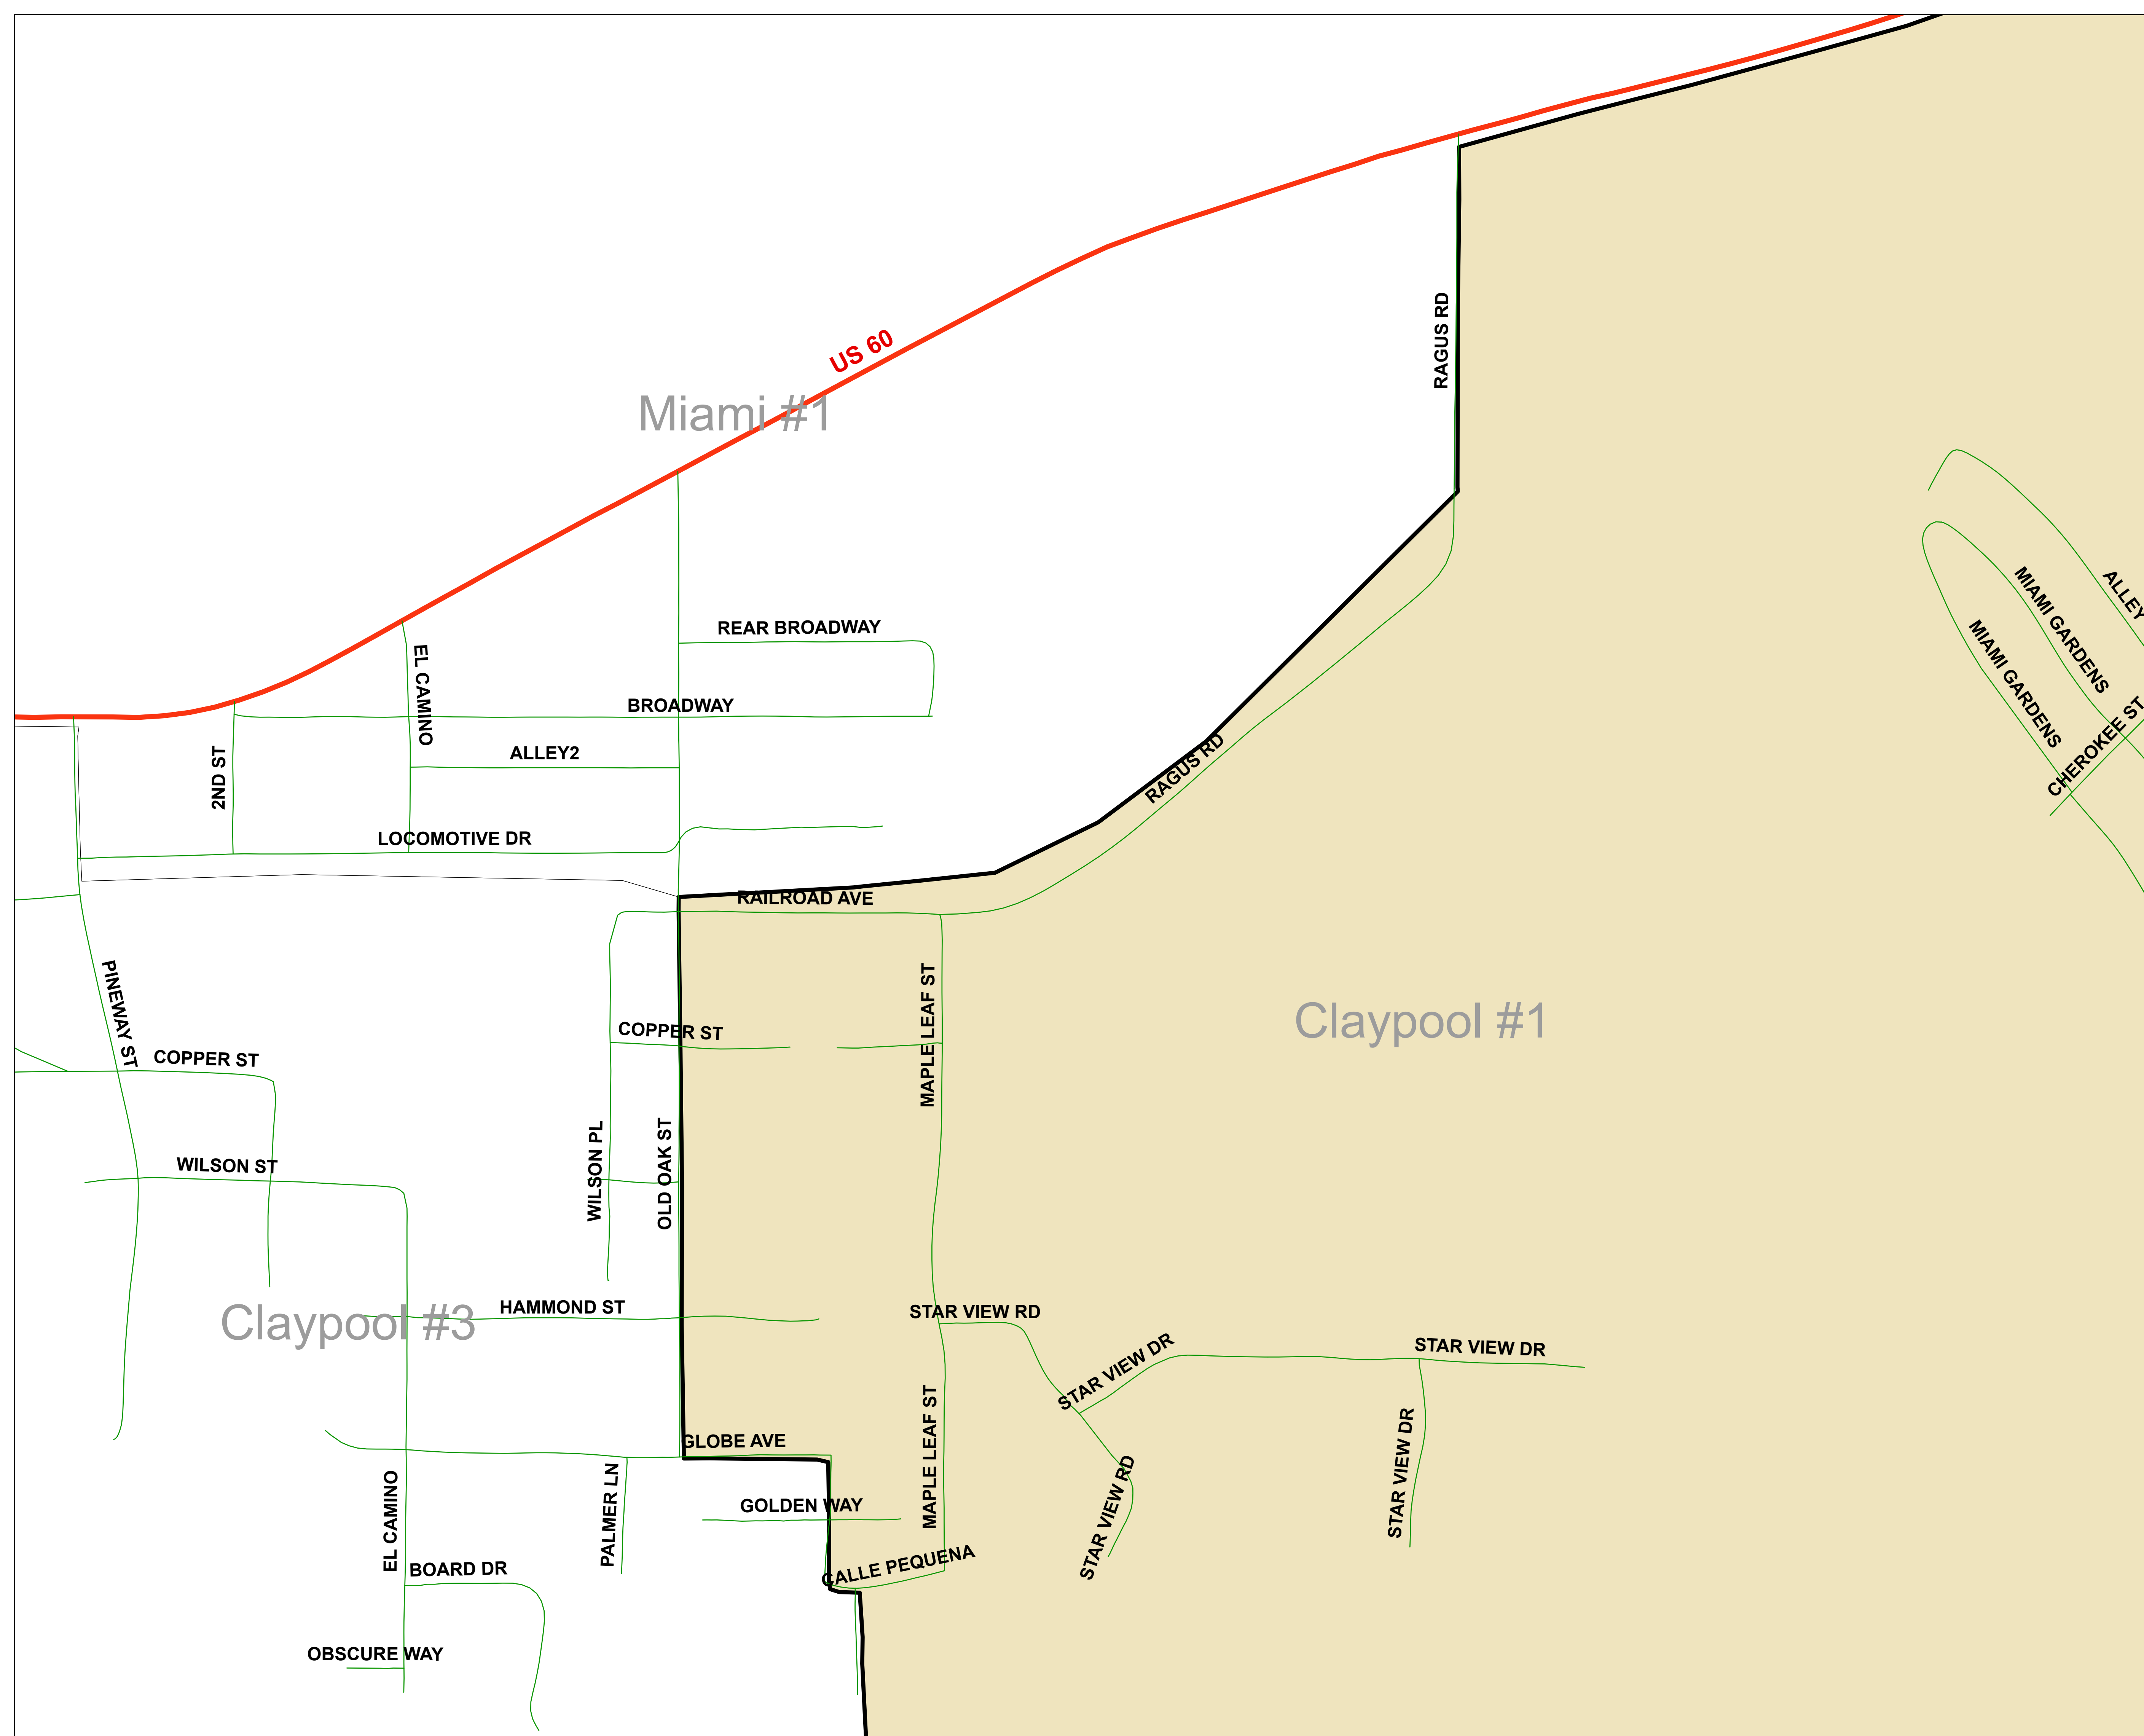 US 60
Miami #1
RAGUS RD
REAR BROADWAY
EL CAMINO
BROADWAY
ALLEY2
2ND ST
LOCOMOTIVE DR
RAGUS RD
ALLEY
MIAMI GARDENS
MIAMI GARDENS
CHEROKEE ST
RAILROAD AVE
PINEWAY ST
COPPER ST
COPPER ST
MAPLE LEAF ST
Claypool #1
WILSON ST
WILSON PL
OLD OAK ST
Claypool #3
HAMMOND ST
STAR VIEW RD
STAR VIEW DR
STAR VIEW DR
GLOBE AVE
MAPLE LEAF ST
STAR VIEW DR
EL CAMINO
PALMER LN
GOLDEN WAY
STAR VIEW RD
BOARD DR
CALLE PEQUENA
OBSCURE WAY